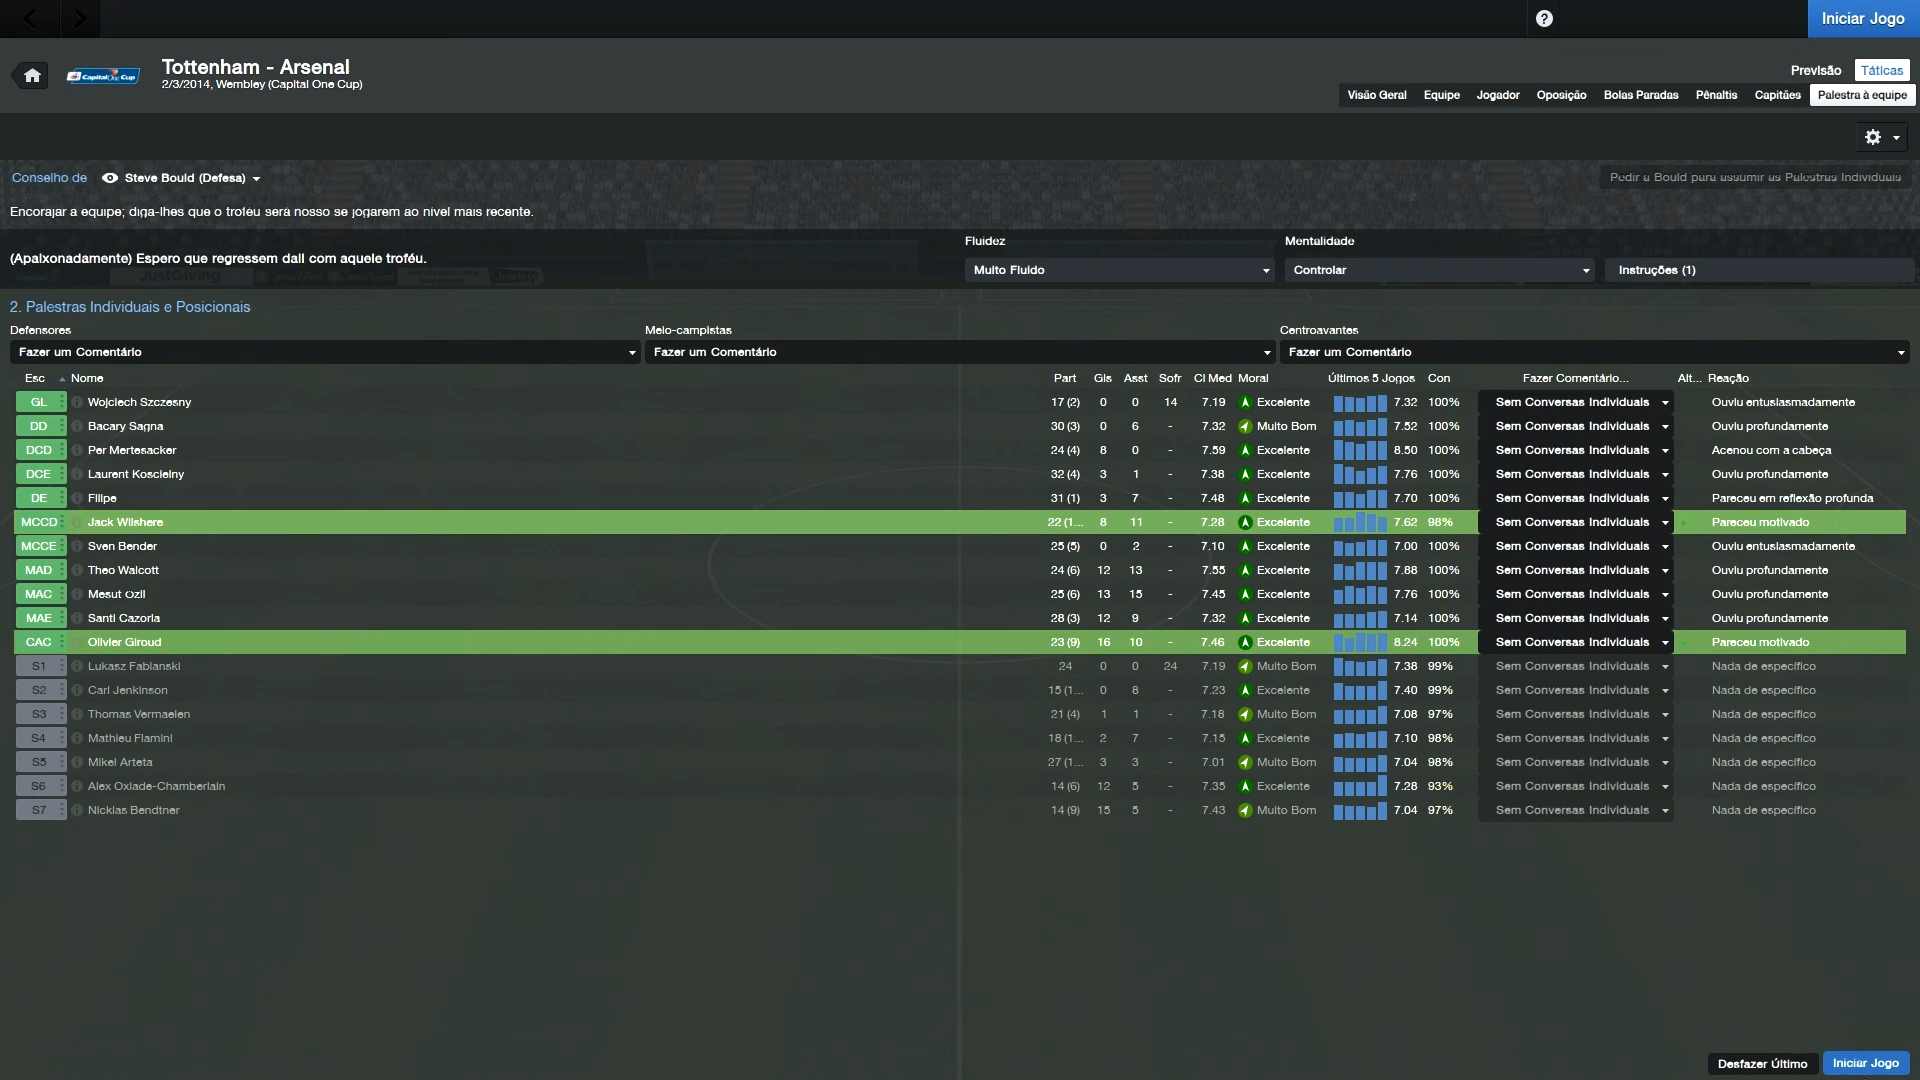 Iniciar Jogo
Capital One Cup
Tottenham - Arsenal
2/3/2014, Wembley (Capital One Cup)
Previsão Táticas
Visão Geral Equipe Jogador Oposição Bolas Paradas Pênaltis Capitães Palestra à equipe
Conselho de Steve Bould (Defesa)
Pedir a Bould para assumir as Palestras Individuais
Encorajar a equipe; diga-lhes que o troféu será nosso se jogarem ao nível mais recente.
Fluidez Mentalidade
(Apaixonadamente) Espero que regressem dali com aquele troféu.
Muito Fluido Controlar Instruções (1)
JustGiving
2. Palestras Individuais e Posicionais
Defensores Meio-campistas Centroavantes
Fazer um Comentário Fazer um Comentário Fazer um Comentário
Esc Nome Part Gls Asst Sofr Cl Med Moral Últimos 5 Jogos Con Fazer Comentário... Alt... Reação
GL Wojciech Szczesny 17 (2) 0 0 14 7.19 Excelente 7.32 100% Sem Conversas Individuais Ouviu entusiasmadamente
DD Bacary Sagna 30 (3) 0 6 - 7.32 Muito Bom 7.52 100% Sem Conversas Individuais Ouviu profundamente
DCD Per Mertesacker 24 (4) 8 0 - 7.59 Excelente 8.50 100% Sem Conversas Individuais Acenou com a cabeça
DCE Laurent Koscielny 32 (4) 3 1 - 7.38 Excelente 7.76 100% Sem Conversas Individuais Ouviu profundamente
DE Filipe 31 (1) 3 7 - 7.48 Excelente 7.70 100% Sem Conversas Individuais Pareceu em reflexão profunda
MCCD Jack Wilshere 22 (1... 8 11 - 7.28 Excelente 7.62 98% Sem Conversas Individuais Pareceu motivado
MCCE Sven Bender 25 (5) 0 2 - 7.10 Excelente 7.00 100% Sem Conversas Individuais Ouviu entusiasmadamente
MAD Theo Walcott 24 (6) 12 13 - 7.55 Excelente 7.88 100% Sem Conversas Individuais Ouviu profundamente
MAC Mesut Özil 25 (6) 13 15 - 7.45 Excelente 7.76 100% Sem Conversas Individuais Ouviu profundamente
MAE Santi Cazorla 28 (3) 12 9 - 7.32 Excelente 7.14 100% Sem Conversas Individuais Ouviu profundamente
CAC Olivier Giroud 23 (9) 16 10 - 7.46 Excelente 8.24 100% Sem Conversas Individuais Pareceu motivado
S1 Lukasz Fabianski 24 0 0 24 7.19 Muito Bom 7.38 99% Sem Conversas Individuais Nada de específico
S2 Carl Jenkinson 15 (1... 0 8 - 7.23 Excelente 7.40 99% Sem Conversas Individuais Nada de específico
S3 Thomas Vermaelen 21 (4) 1 1 - 7.18 Muito Bom 7.08 97% Sem Conversas Individuais Nada de específico
S4 Mathieu Flamini 18 (1... 2 7 - 7.15 Excelente 7.10 98% Sem Conversas Individuais Nada de específico
S5 Mikel Arteta 27 (1... 3 3 - 7.01 Muito Bom 7.04 98% Sem Conversas Individuais Nada de específico
S6 Alex Oxlade-Chamberlain 14 (6) 12 5 - 7.35 Excelente 7.28 93% Sem Conversas Individuais Nada de específico
S7 Nicklas Bendtner 14 (9) 15 5 - 7.43 Muito Bom 7.04 97% Sem Conversas Individuais Nada de específico
Desfazer Último Iniciar Jogo